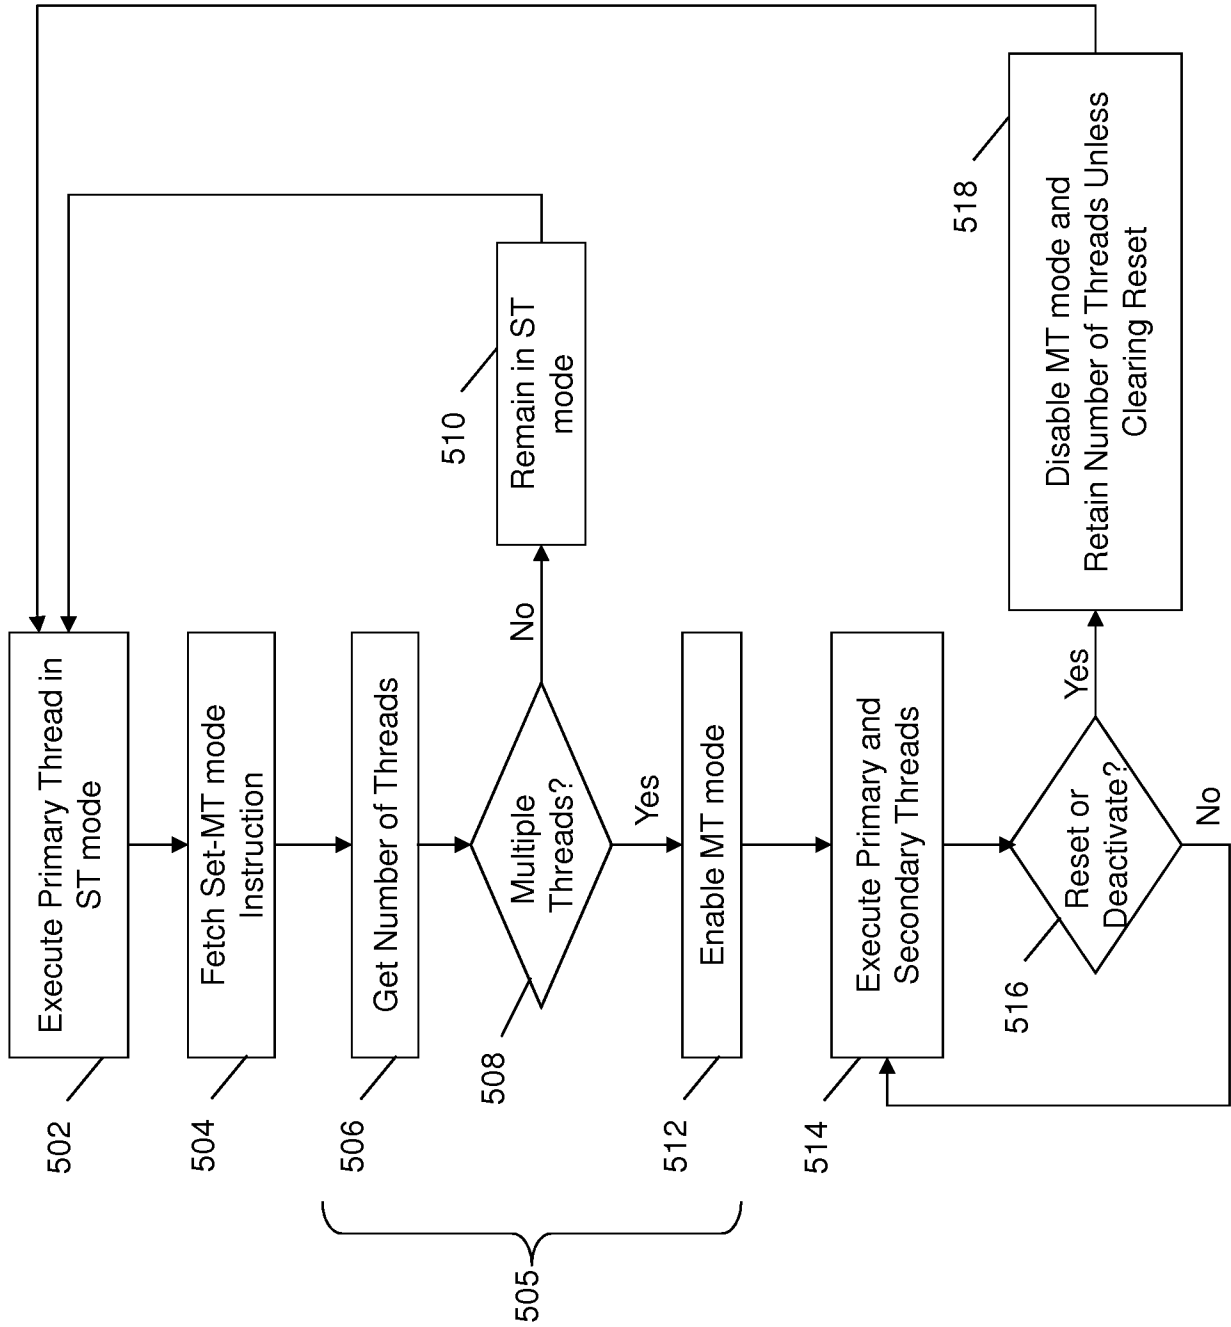 502
Execute Primary Thread in
ST mode
504
Fetch Set-MT mode
Instruction
505
506
Get Number of Threads
508
Multiple
Threads?
No
510
Remain in ST
mode
Yes
512
Enable MT mode
514
Execute Primary and
Secondary Threads
516
Reset or
Deactivate?
Yes
No
518
Disable MT mode and
Retain Number of Threads Unless
Clearing Reset